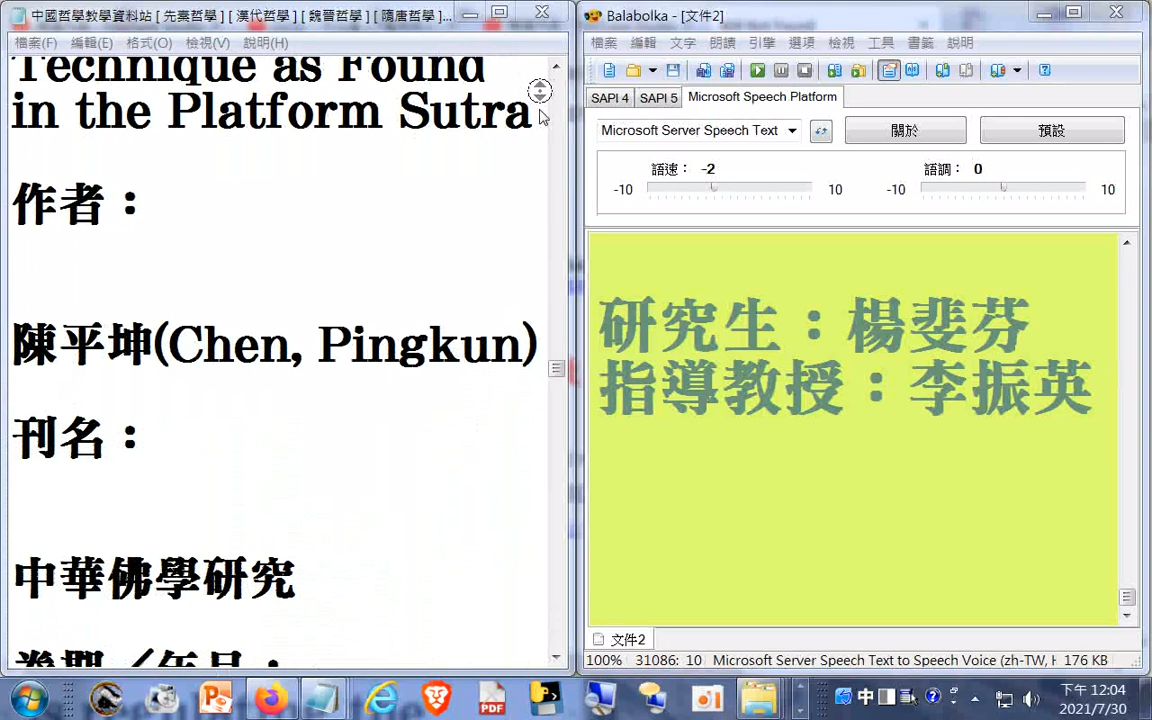 中國哲學教學資料站 [ 先秦哲學 ] [ 漢代哲學 ] [ 魏晉哲學 ] [ 隋唐哲學 ]...
檔案(F) 編輯(E) 格式(O) 檢視(V) 說明(H)
Technique as Found
in the Platform Sutra
作者：
陳平坤(Chen, Pingkun)
刊名：
中華佛學研究
卷期／年月：
Balabolka - [文件2]
檔案 編輯 文字 朗讀 引擎 選項 檢視 工具 書籤 說明
SAPI 4 SAPI 5 Microsoft Speech Platform
Microsoft Server Speech Text 關於 預設
語速： -2 語調： 0
-10 10 -10 10
研究生：楊斐芬
指導教授：李振英
文件2
100% 31086: 10 Microsoft Server Speech Text to Speech Voice (zh-TW, H 176 KB
PDF
中
下午 12:04
2021/7/30